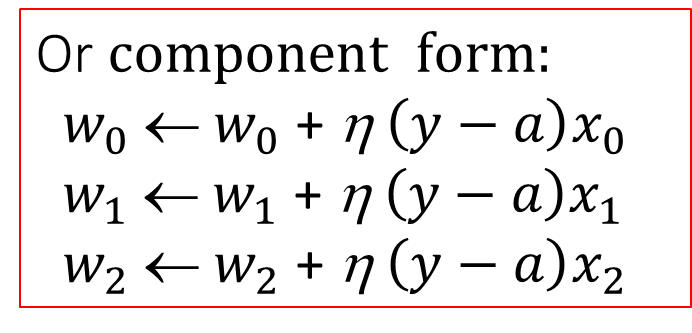 Or component form:
w₀ ← w₀ + η (y − a)x₀
w₁ ← w₁ + η (y − a)x₁
w₂ ← w₂ + η (y − a)x₂